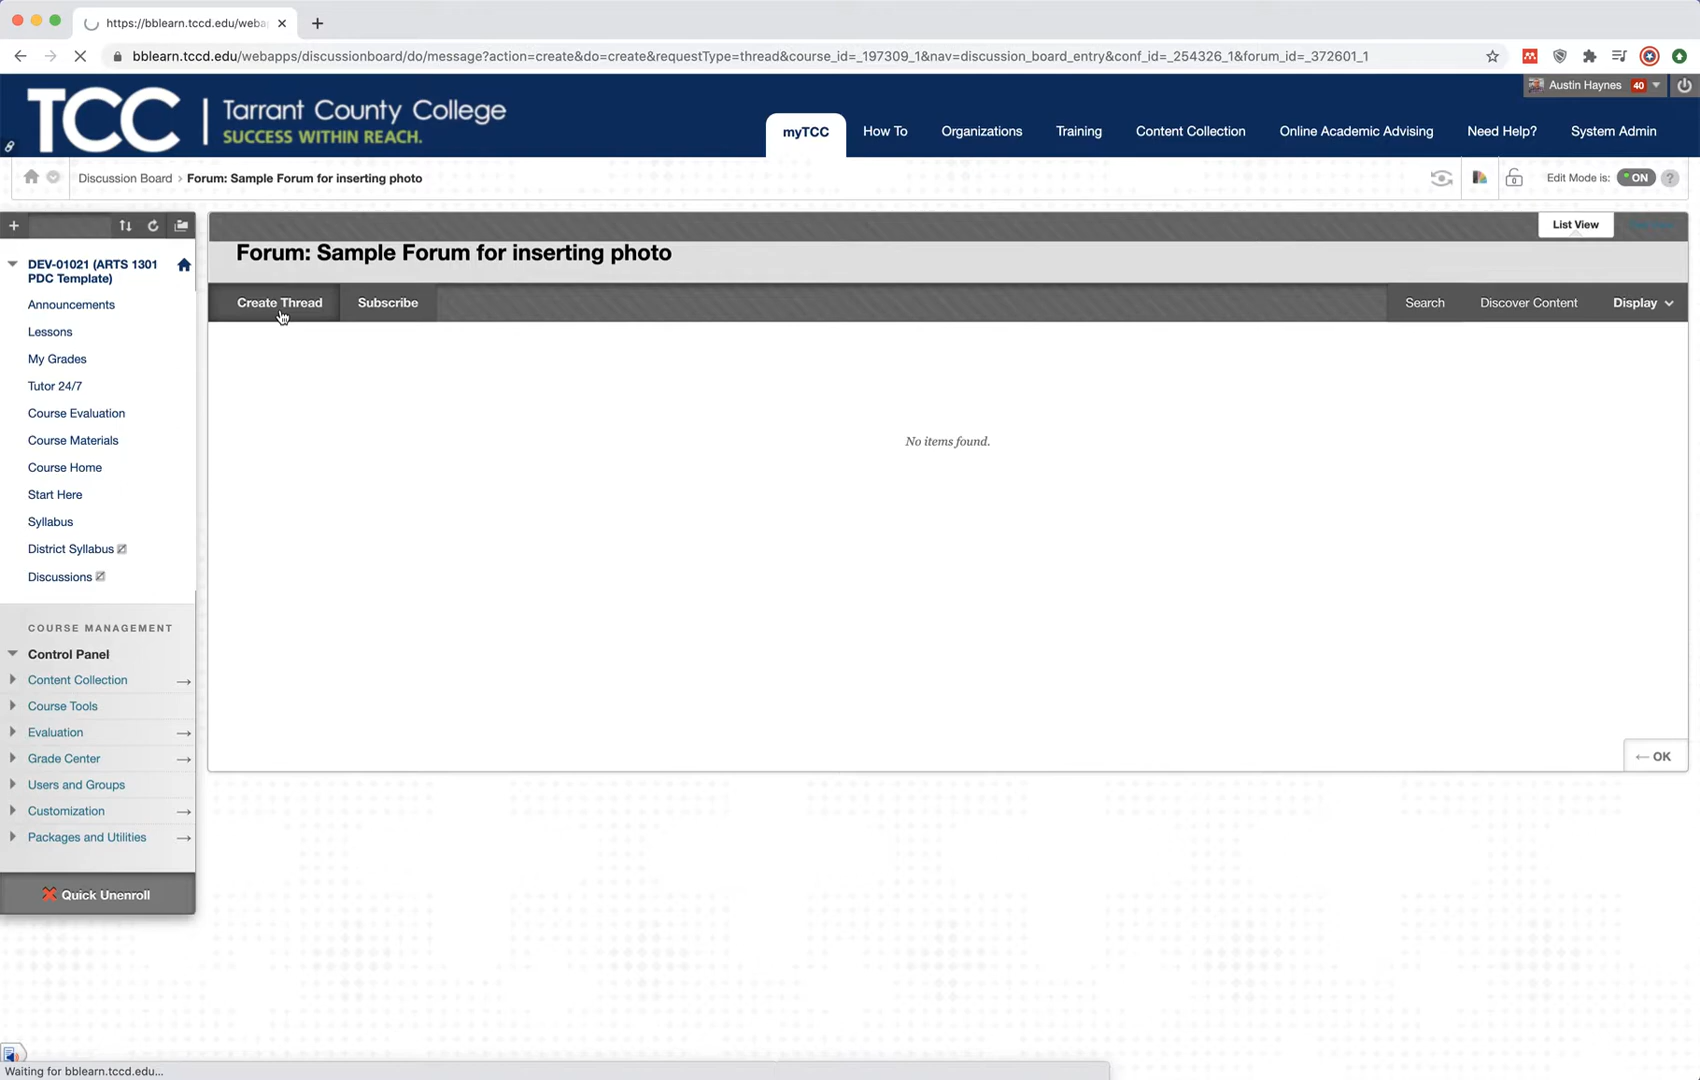 https://bblearn.tccd.edu/weba
bblearn.tccd.edu/webapps/discussionboard/do/message?action=create&do=create&requestType=thread&course_id=_197309_1&nav=discussion_board_entry&conf_id=_254326_1&forum_id=_372601_1
Austin Haynes 40
TCC Tarrant County College
SUCCESS WITHIN REACH.
myTCC How To Organizations Training Content Collection Online Academic Advising Need Help? System Admin
Discussion Board Forum: Sample Forum for inserting photo Edit Mode is: ON ?
List View
Forum: Sample Forum for inserting photo
Create Thread Subscribe Search Discover Content Display
No items found.
OK
DEV-01021 (ARTS 1301
PDC Template)
Announcements
Lessons
My Grades
Tutor 24/7
Course Evaluation
Course Materials
Course Home
Start Here
Syllabus
District Syllabus
Discussions
COURSE MANAGEMENT
Control Panel
Content Collection
Course Tools
Evaluation
Grade Center
Users and Groups
Customization
Packages and Utilities
Quick Unenroll
Waiting for bblearn.tccd.edu...